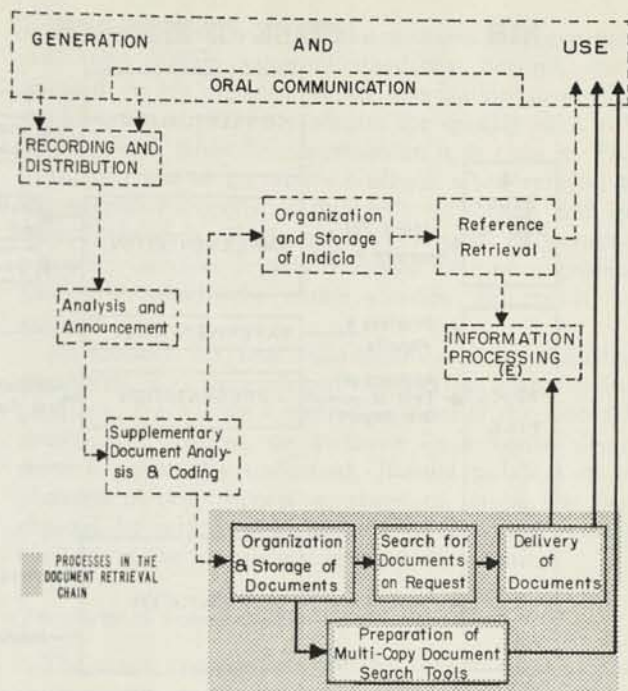 GENERATION AND USE
ORAL COMMUNICATION
RECORDING AND
DISTRIBUTION
Organization
and Storage
of Indicia
Reference
Retrieval
Analysis and
Announcement
INFORMATION
PROCESSING
(E)
Supplementary
Document Analy-
sis & Coding
PROCESSES IN THE
DOCUMENT RETRIEVAL
CHAIN
Organization
& Storage of
Documents
Search for
Documents
on Request
Delivery
of
Documents
Preparation of
Multi-Copy Document
Search Tools